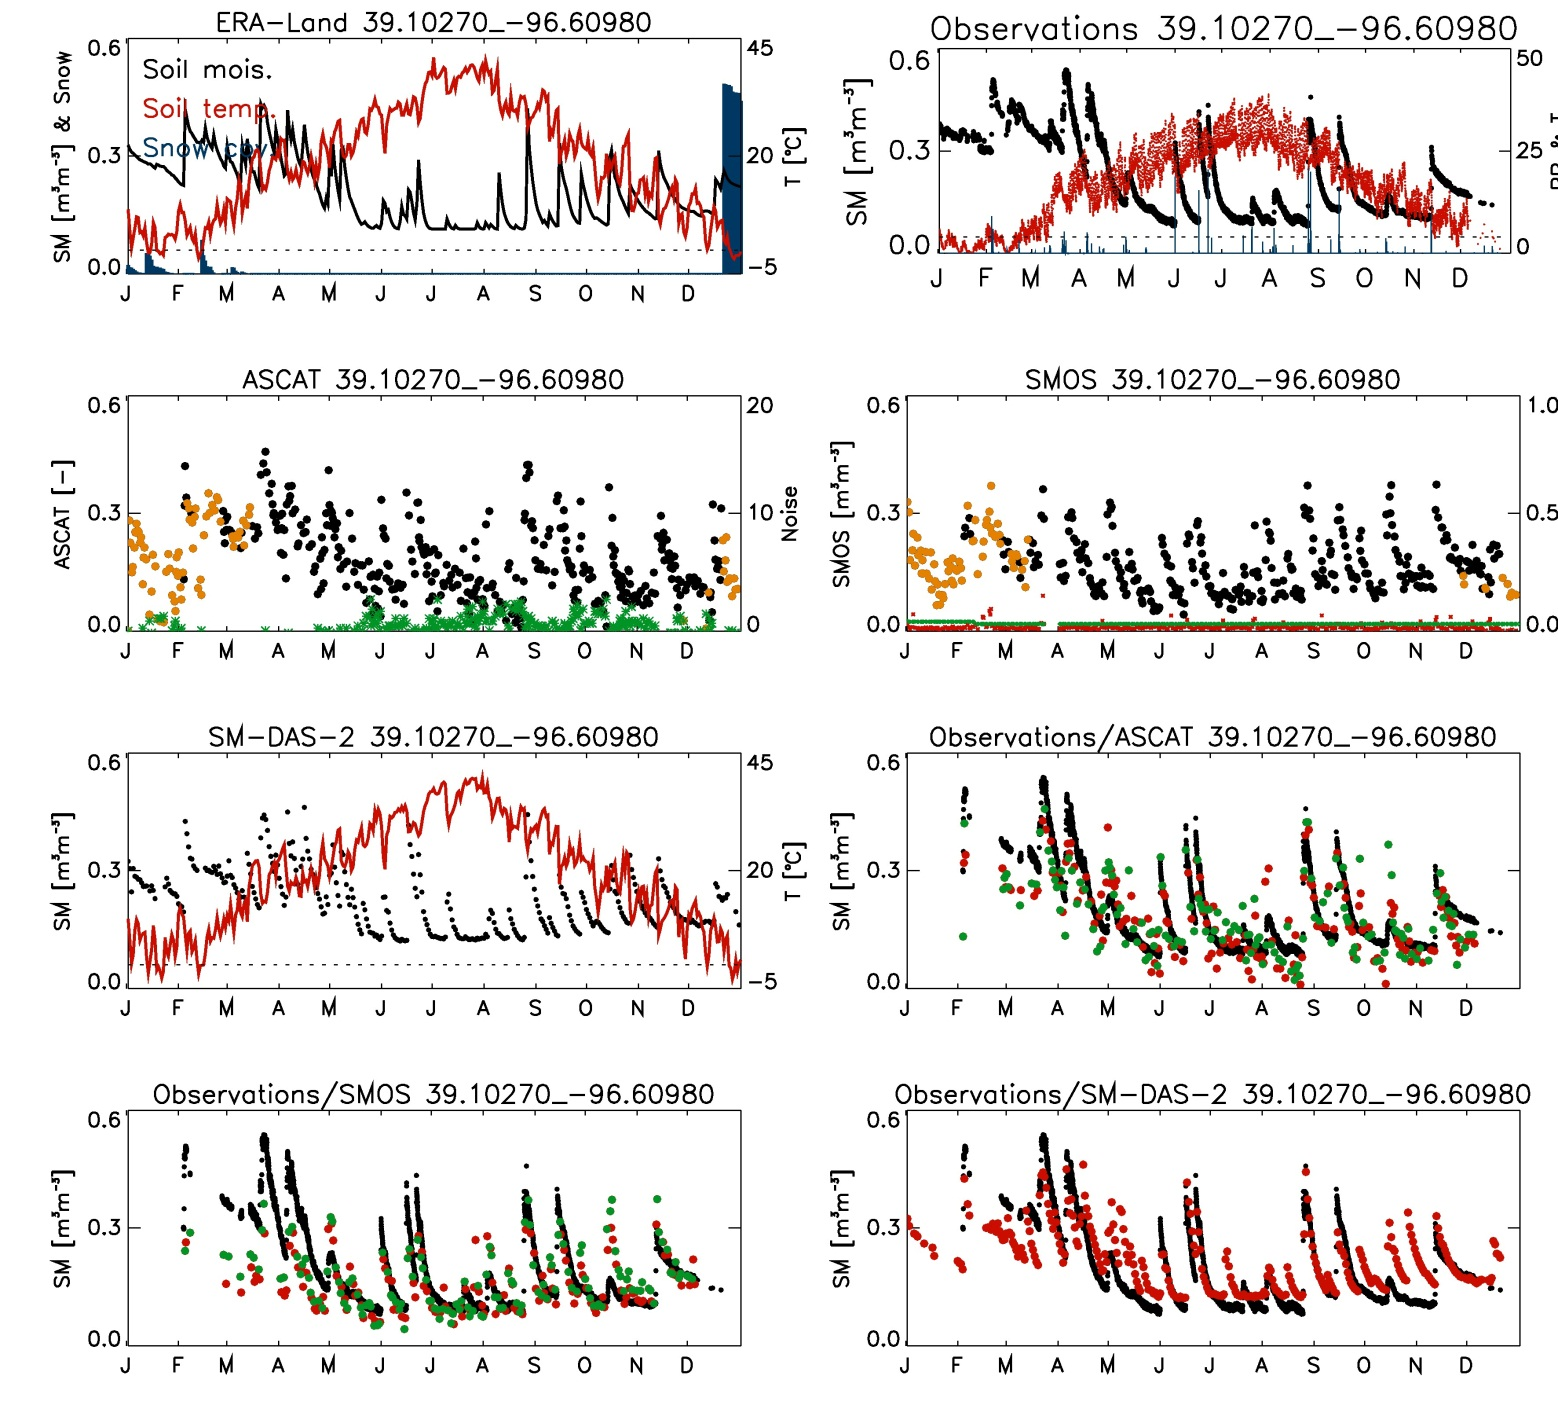 ERA-Land 39.10270_-96.60980
0.6
0.3
0.0
SM [m³m⁻³] & Snow
Soil mois.
Soil temp.
Snow cov.
45
20
-5
T [°C]
J F M A M J J A S O N D
Observations 39.10270_-96.60980
0.6
0.3
0.0
SM [m³m⁻³]
50
25
0
J F M A M J J A S O N D
ASCAT 39.10270_-96.60980
0.6
0.3
0.0
ASCAT [-]
20
10
0
Noise
J F M A M J J A S O N D
SMOS 39.10270_-96.60980
0.6
0.3
0.0
SMOS [m³m⁻³]
1.0
0.5
0.0
J F M A M J J A S O N D
SM-DAS-2 39.10270_-96.60980
0.6
0.3
0.0
SM [m³m⁻³]
45
20
-5
T [°C]
J F M A M J J A S O N D
Observations/ASCAT 39.10270_-96.60980
0.6
0.3
0.0
SM [m³m⁻³]
J F M A M J J A S O N D
Observations/SMOS 39.10270_-96.60980
0.6
0.3
0.0
SM [m³m⁻³]
J F M A M J J A S O N D
Observations/SM-DAS-2 39.10270_-96.60980
0.6
0.3
0.0
SM [m³m⁻³]
J F M A M J J A S O N D